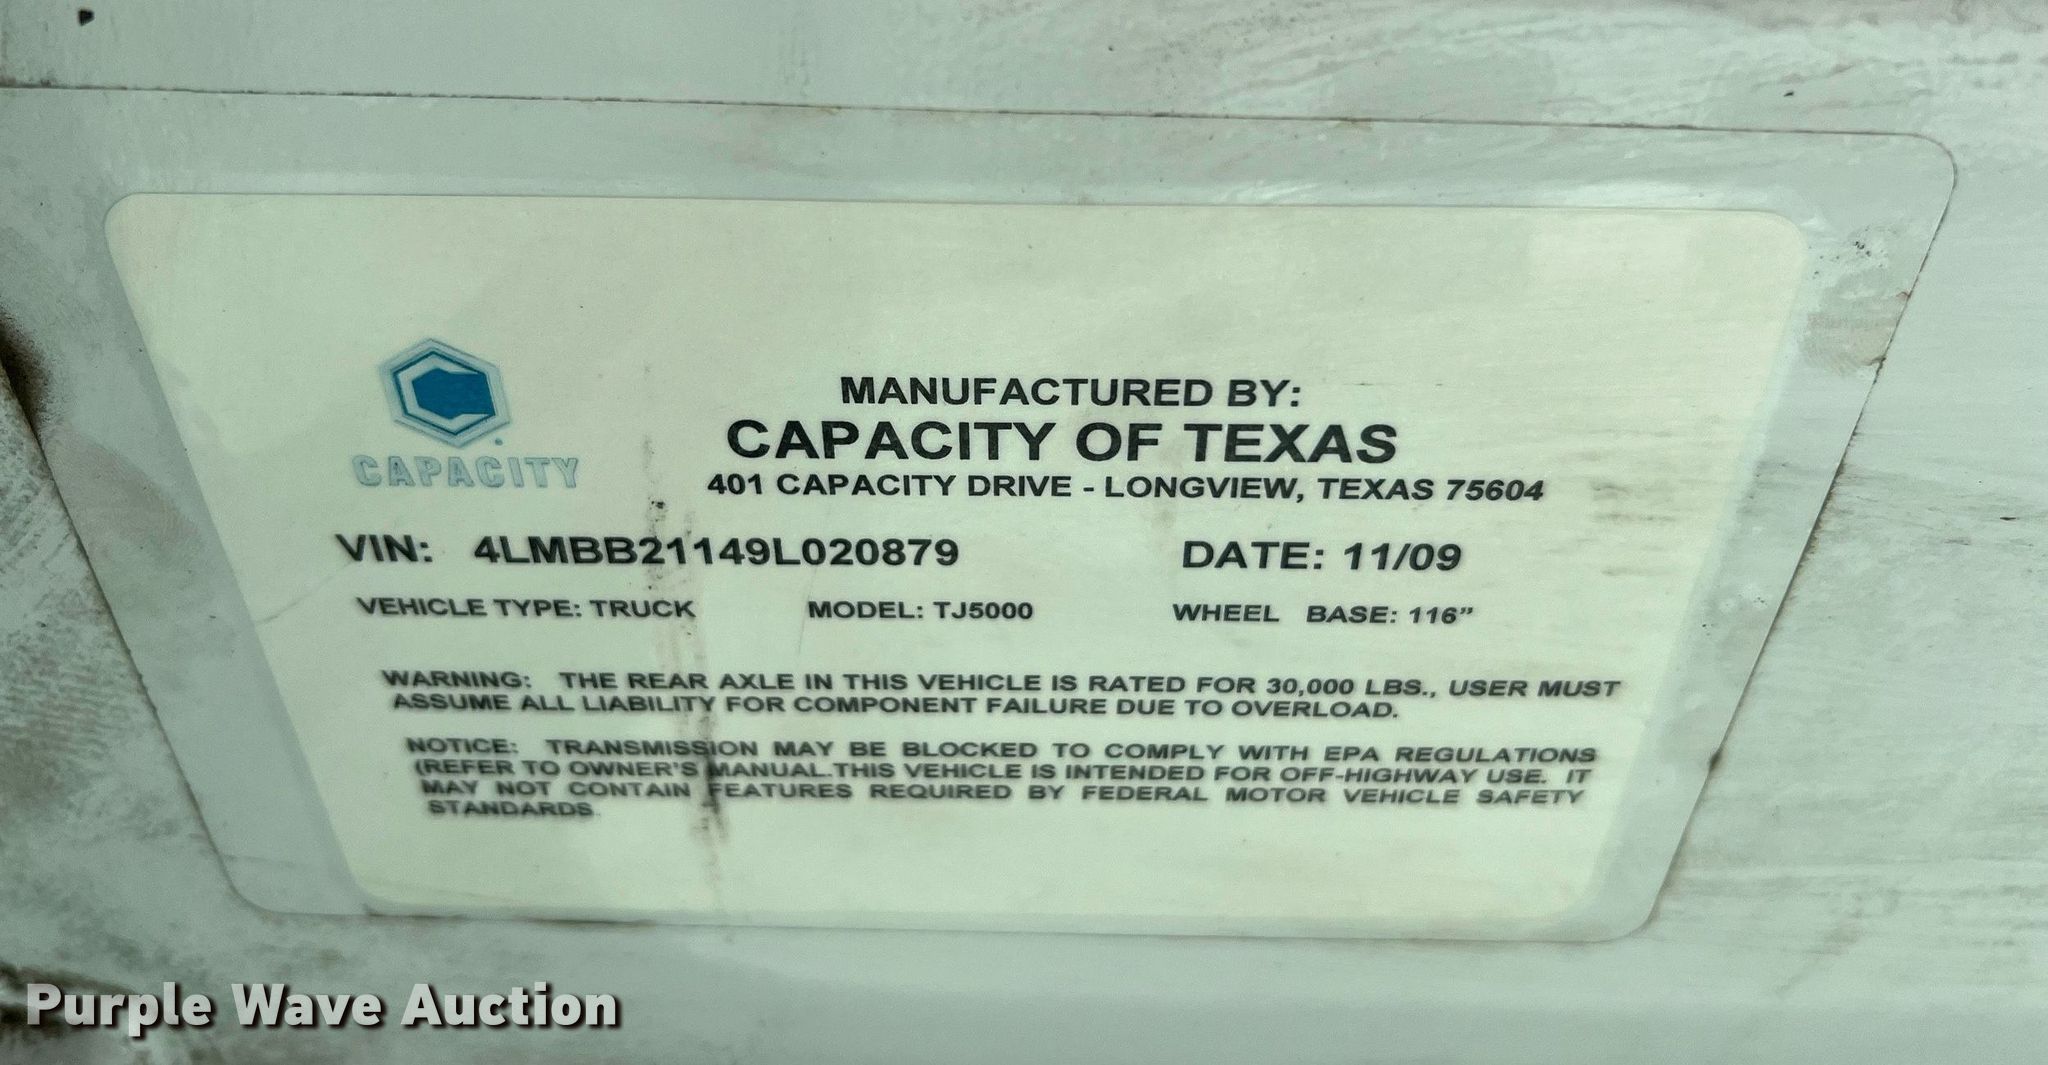 MANUFACTURED BY:
CAPACITY OF TEXAS
401 CAPACITY DRIVE - LONGVIEW, TEXAS 75604
CAPACITY
VIN: 4LMBB21149L020879 DATE: 11/09
VEHICLE TYPE: TRUCK MODEL: TJ5000 WHEEL BASE: 116"
WARNING: THE REAR AXLE IN THIS VEHICLE IS RATED FOR 30,000 LBS., USER MUST
ASSUME ALL LIABILITY FOR COMPONENT FAILURE DUE TO OVERLOAD.
NOTICE: TRANSMISSION MAY BE BLOCKED TO COMPLY WITH EPA REGULATIONS
(REFER TO OWNER'S MANUAL.THIS VEHICLE IS INTENDED FOR OFF-HIGHWAY USE. IT
MAY NOT CONTAIN FEATURES REQUIRED BY FEDERAL MOTOR VEHICLE SAFETY
STANDARDS.
Purple Wave Auction